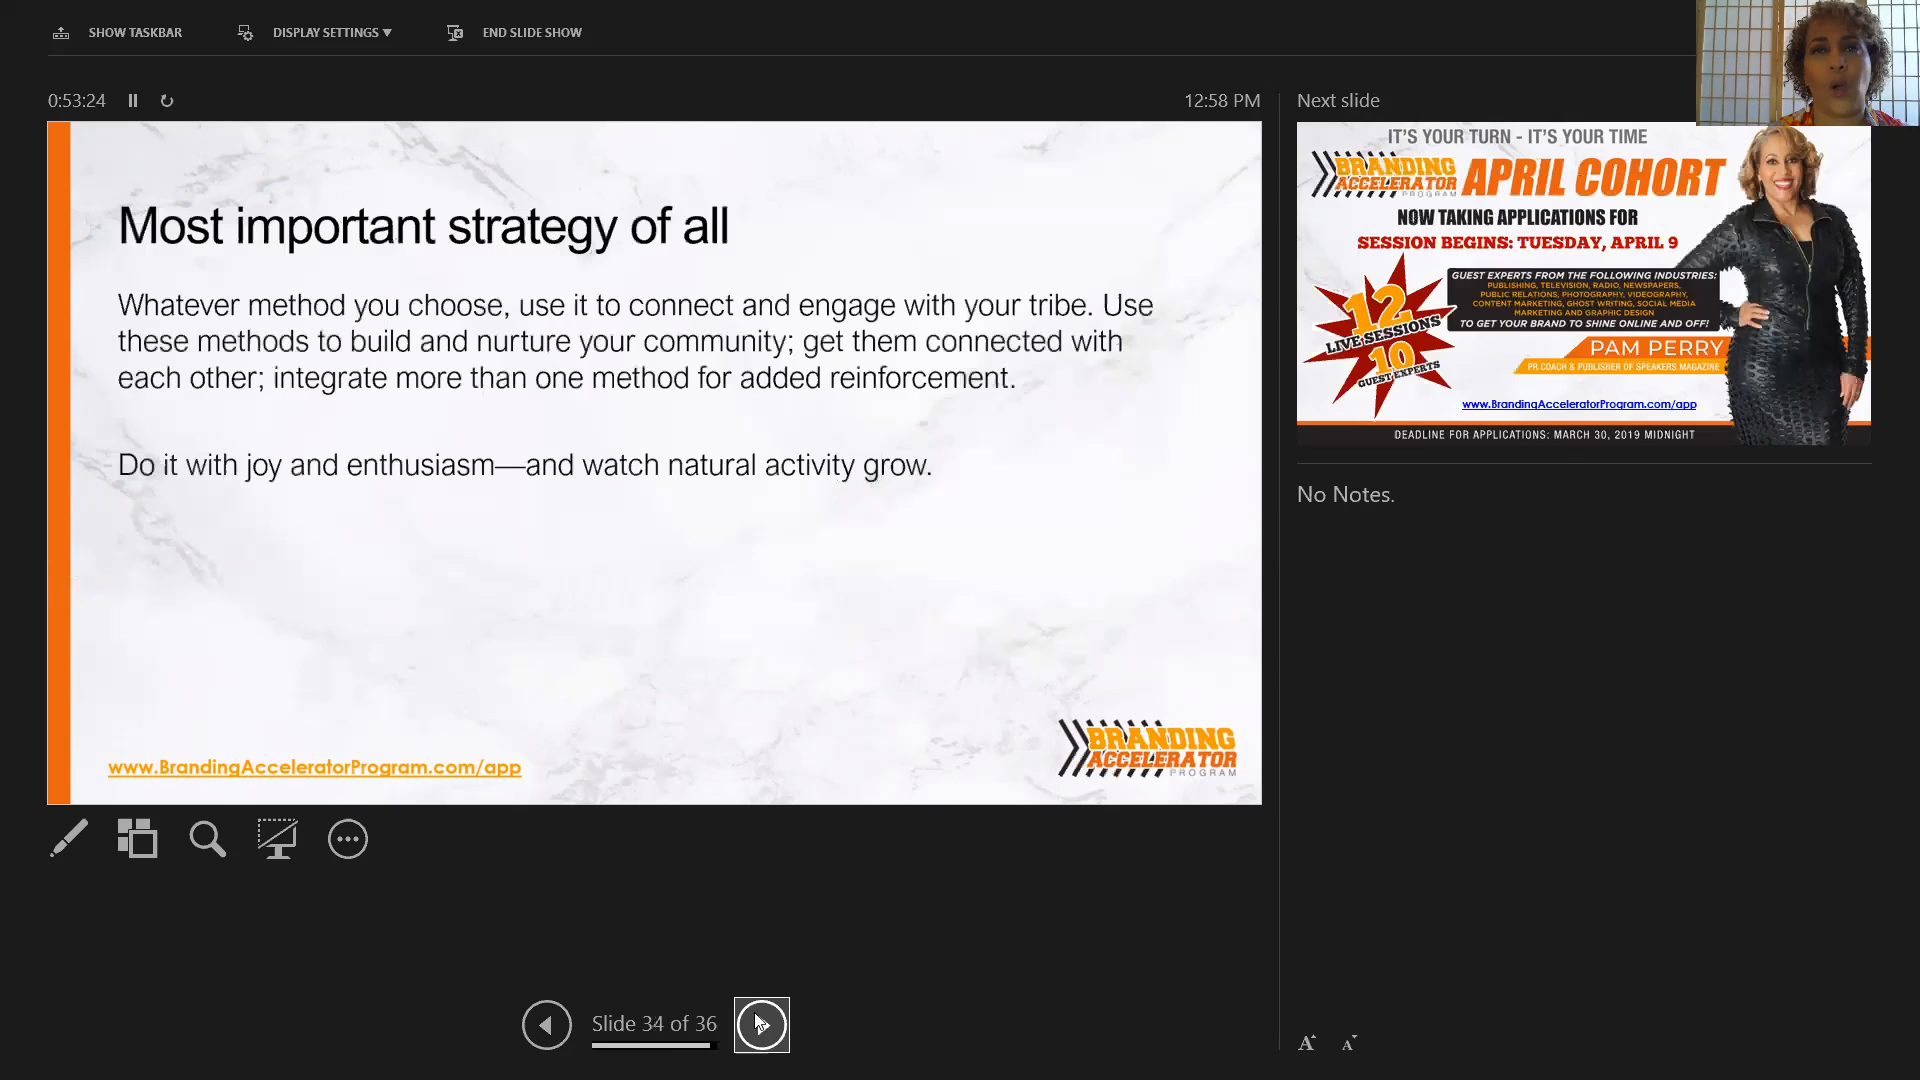 SHOW TASKBAR
DISPLAY SETTINGS ▼
END SLIDE SHOW
0:53:24
12:58 PM
Most important strategy of all
Whatever method you choose, use it to connect and engage with your tribe. Use
these methods to build and nurture your community; get them connected with
each other; integrate more than one method for added reinforcement.
Do it with joy and enthusiasm—and watch natural activity grow.
www.BrandingAcceleratorProgram.com/app
BRANDING
ACCELERATOR
PROGRAM
Slide 34 of 36
Next slide
IT'S YOUR TURN - IT'S YOUR TIME
BRANDING
ACCELERATOR
PROGRAM
APRIL COHORT
NOW TAKING APPLICATIONS FOR
SESSION BEGINS: TUESDAY, APRIL 9
GUEST EXPERTS FROM THE FOLLOWING INDUSTRIES:
PUBLISHING, TELEVISION, RADIO, NEWSPAPERS,
PUBLIC RELATIONS, PHOTOGRAPHY, VIDEOGRAPHY,
CONTENT MARKETING, GHOST WRITING, SOCIAL MEDIA
MARKETING AND GRAPHIC DESIGN
TO GET YOUR BRAND TO SHINE ONLINE AND OFF!
12
LIVE SESSIONS
10
GUEST EXPERTS
PAM PERRY
PR COACH & PUBLISHER OF SPEAKERS MAGAZINE
www.BrandingAcceleratorProgram.com/app
DEADLINE FOR APPLICATIONS: MARCH 30, 2019 MIDNIGHT
No Notes.
A A